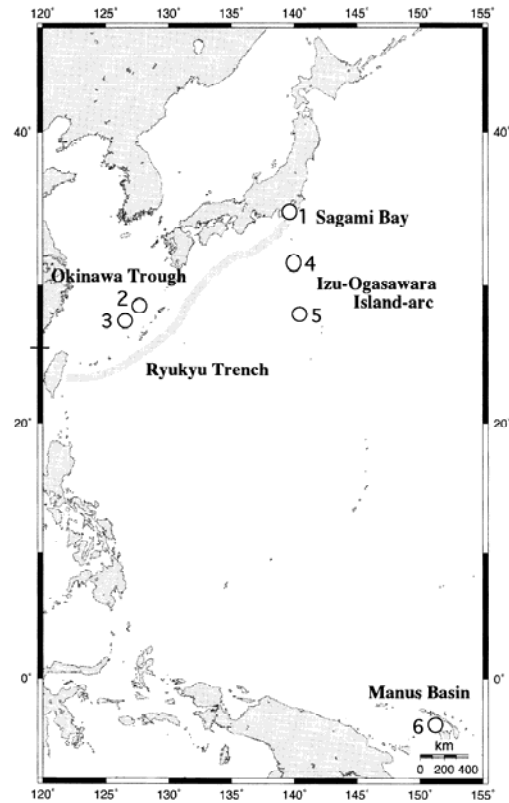 120° 125° 130° 135° 140° 145° 150° 155°
40°
40°
1 Sagami Bay
4
Okinawa Trough
Izu-Ogasawara
Island-arc
2
3
5
Ryukyu Trench
20°
20°
0°
0°
Manus Basin
6
km
0 200 400
120° 125° 130° 135° 140° 145° 150° 155°